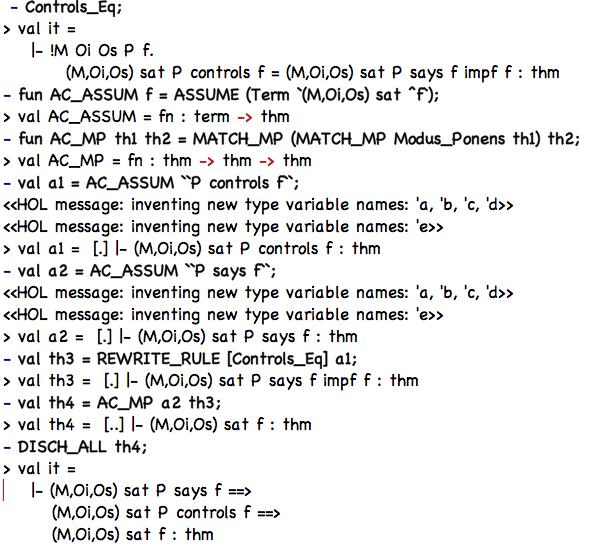 - Controls_Eq;
> val it =
|- !M Oi Os P f.
(M,Oi,Os) sat P controls f = (M,Oi,Os) sat P says f impf f : thm
- fun AC_ASSUM f = ASSUME (Term `(M,Oi,Os) sat ^f`);
> val AC_ASSUM = fn : term -> thm
- fun AC_MP th1 th2 = MATCH_MP (MATCH_MP Modus_Ponens th1) th2;
> val AC_MP = fn : thm -> thm -> thm
- val a1 = AC_ASSUM ``P controls f``;
<<HOL message: inventing new type variable names: 'a, 'b, 'c, 'd>>
<<HOL message: inventing new type variable names: 'e>>
> val a1 =  [.] |- (M,Oi,Os) sat P controls f : thm
- val a2 = AC_ASSUM ``P says f``;
<<HOL message: inventing new type variable names: 'a, 'b, 'c, 'd>>
<<HOL message: inventing new type variable names: 'e>>
> val a2 =  [.] |- (M,Oi,Os) sat P says f : thm
- val th3 = REWRITE_RULE [Controls_Eq] a1;
> val th3 =  [.] |- (M,Oi,Os) sat P says f impf f : thm
- val th4 = AC_MP a2 th3;
> val th4 =  [..] |- (M,Oi,Os) sat f : thm
- DISCH_ALL th4;
> val it =
|- (M,Oi,Os) sat P says f ==>
(M,Oi,Os) sat P controls f ==>
(M,Oi,Os) sat f : thm